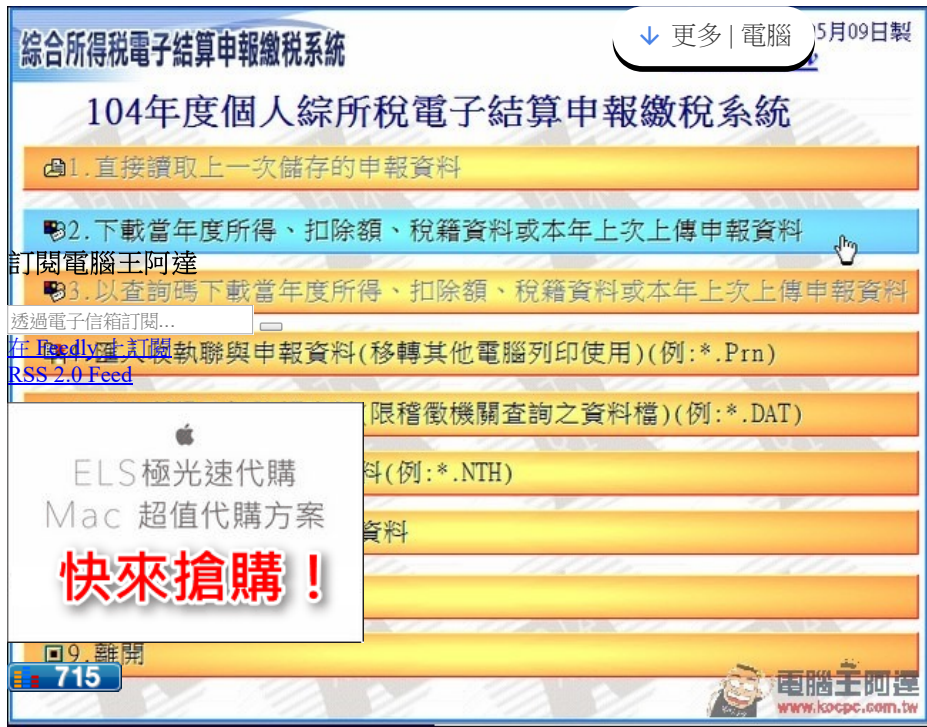 綜合所得稅電子結算申報繳稅系統
更多 | 電腦
5月09日製
104年度個人綜所稅電子結算申報繳稅系統
1.直接讀取上一次儲存的申報資料
2.下載當年度所得、扣除額、稅籍資料或本年上次上傳申報資料
訂閱電腦王阿達
3.以查詢碼下載當年度所得、扣除額、稅籍資料或本年上次上傳申報資料
透過電子信箱訂閱...
在 Feedly 上訂閱
執聯與申報資料(移轉其他電腦列印使用)(例:*.Prn)
RSS 2.0 Feed
(限稽徵機關查詢之資料檔)(例:*.DAT)
ELS極光速代購
料(例:*.NTH)
Mac 超值代購方案
資料
快來搶購！
9.離開
715
電腦王阿達
www.kocpc.com.tw